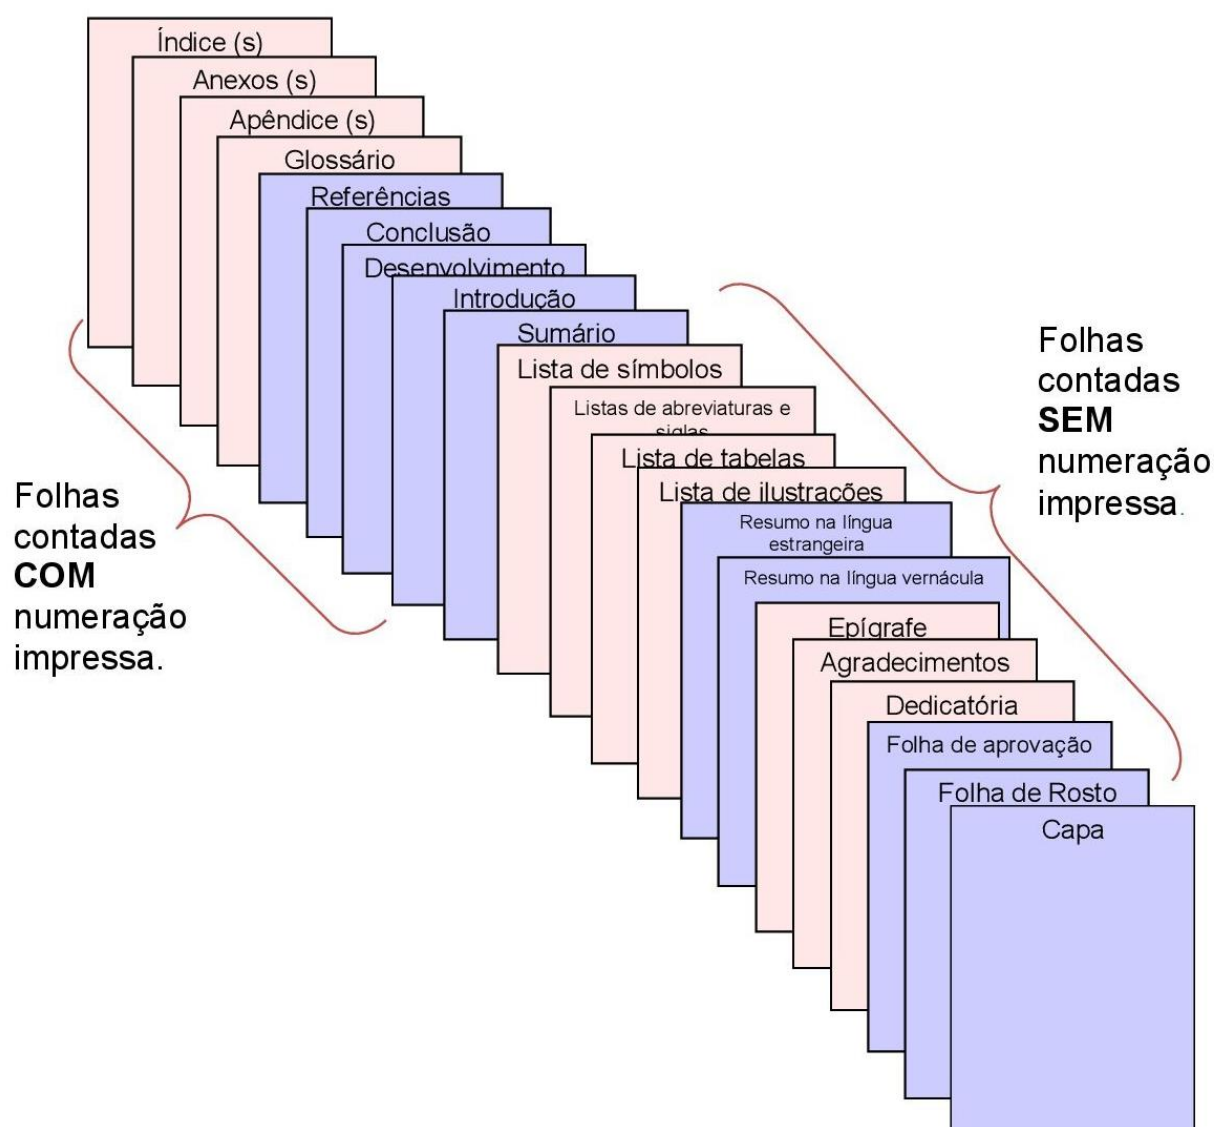 Índice (s)
Anexos (s)
Apêndice (s)
Glossário
Referências
Conclusão
Desenvolvimento
Introdução
Sumário
Lista de símbolos
Listas de abreviaturas e
siglas
Lista de tabelas
Lista de ilustrações
Resumo na língua
estrangeira
Resumo na língua vernácula
Epígrafe
Agradecimentos
Dedicatória
Folha de aprovação
Folha de Rosto
Capa
Folhas
contadas
SEM
numeração
impressa.
Folhas
contadas
COM
numeração
impressa.